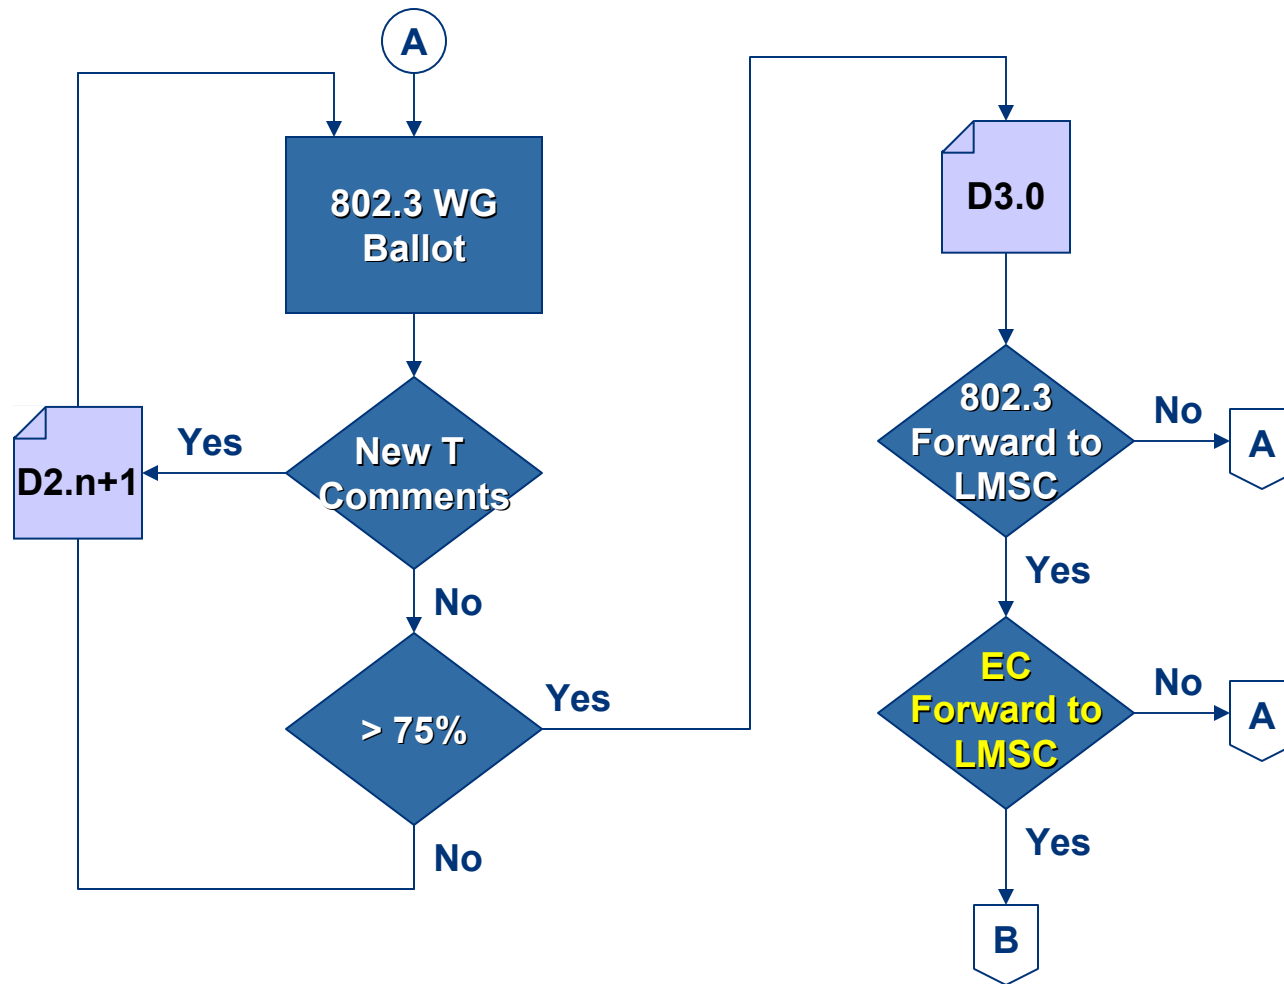 A
802.3 WG
Ballot
New T
Comments
Yes
D2.n+1
No
> 75%
Yes
No
D3.0
802.3
Forward to
LMSC
No
A
Yes
EC
Forward to
LMSC
No
A
Yes
B